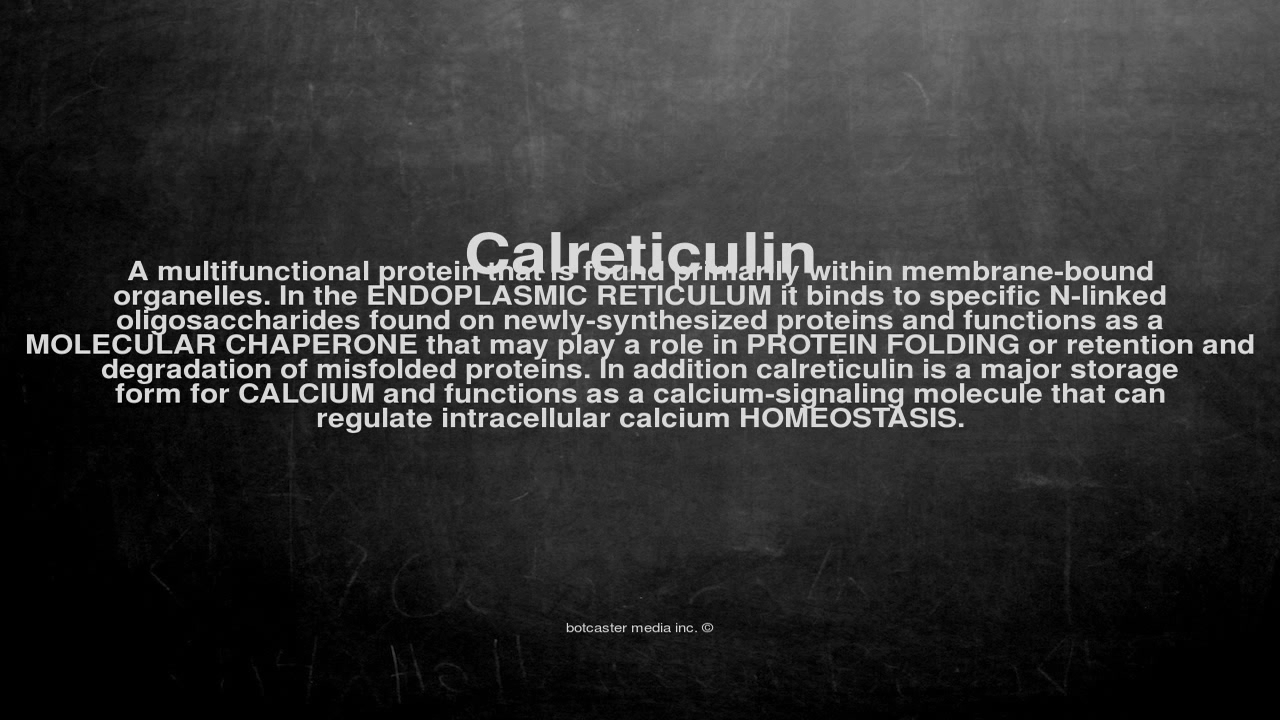 Calreticulin
A multifunctional protein that is found primarily within membrane-bound
organelles. In the ENDOPLASMIC RETICULUM it binds to specific N-linked
oligosaccharides found on newly-synthesized proteins and functions as a
MOLECULAR CHAPERONE that may play a role in PROTEIN FOLDING or retention and
degradation of misfolded proteins. In addition calreticulin is a major storage
form for CALCIUM and functions as a calcium-signaling molecule that can
regulate intracellular calcium HOMEOSTASIS.
botcaster media inc. ©